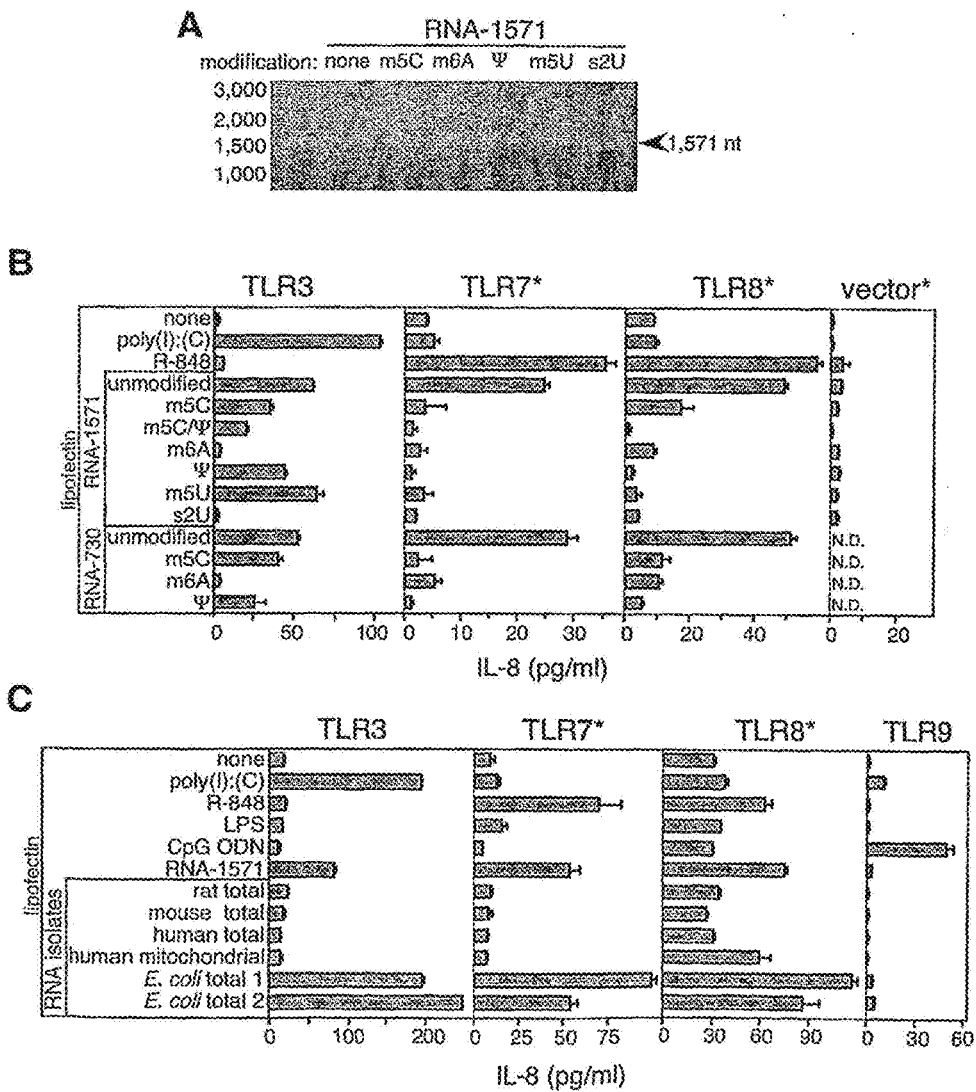 A
RNA-1571
modification: none m5C m6A Ψ m5U s2U
3,000
2,000
1,500
1,571 nt
1,000
B
TLR3 TLR7* TLR8* vector*
none
poly(I):(C)
R-848
lipofectin
RNA-1571
unmodified
m5C
m5C/Ψ
m6A
Ψ
m5U
s2U
RNA-730
unmodified N.D.
m5C N.D.
m6A N.D.
Ψ N.D.
0 50 100 0 10 20 30 0 20 40 0 20
IL-8 (pg/ml)
C
TLR3 TLR7* TLR8* TLR9
none
poly(I):(C)
R-848
LPS
CpG ODN
RNA-1571
lipofectin
RNA isolates
rat total
mouse total
human total
human mitochondrial
E. coli total 1
E. coli total 2
0 100 200 0 25 50 75 0 30 60 90 0 30 60
IL-8 (pg/ml)